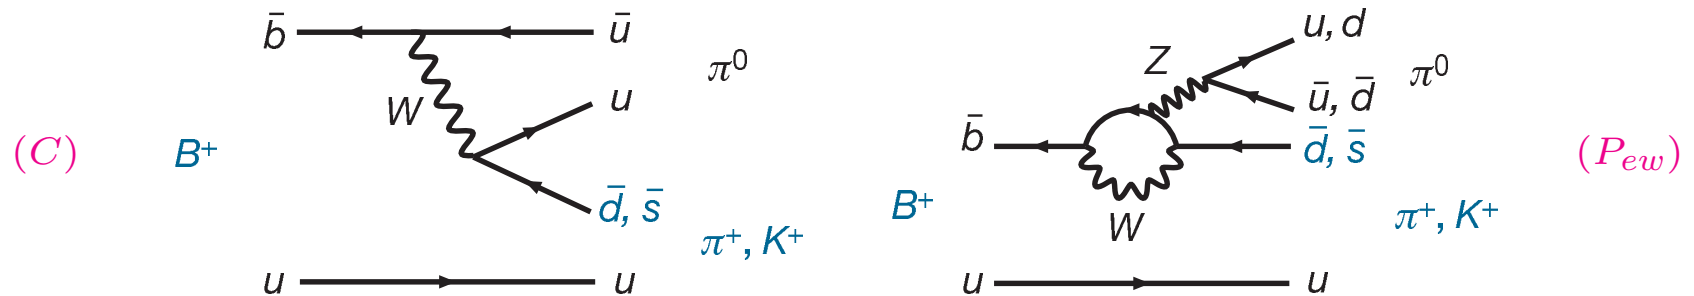 b̄ ū
π⁰
W u
(C) B⁺
d̄, s̄
π⁺, K⁺
u u
u, d
Z π⁰
ū, d̄
b̄ d̄, s̄ (P_ew)
B⁺
W π⁺, K⁺
u u